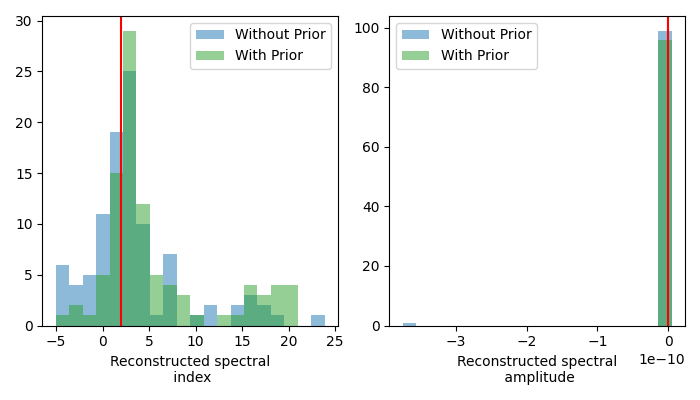 30
25
20
15
10
5
0
Without Prior
With Prior
−5
0
5
10
15
20
25
Reconstructed spectral
index
100
80
60
40
20
0
Without Prior
With Prior
−3
−2
−1
0
1e−10
Reconstructed spectral
amplitude